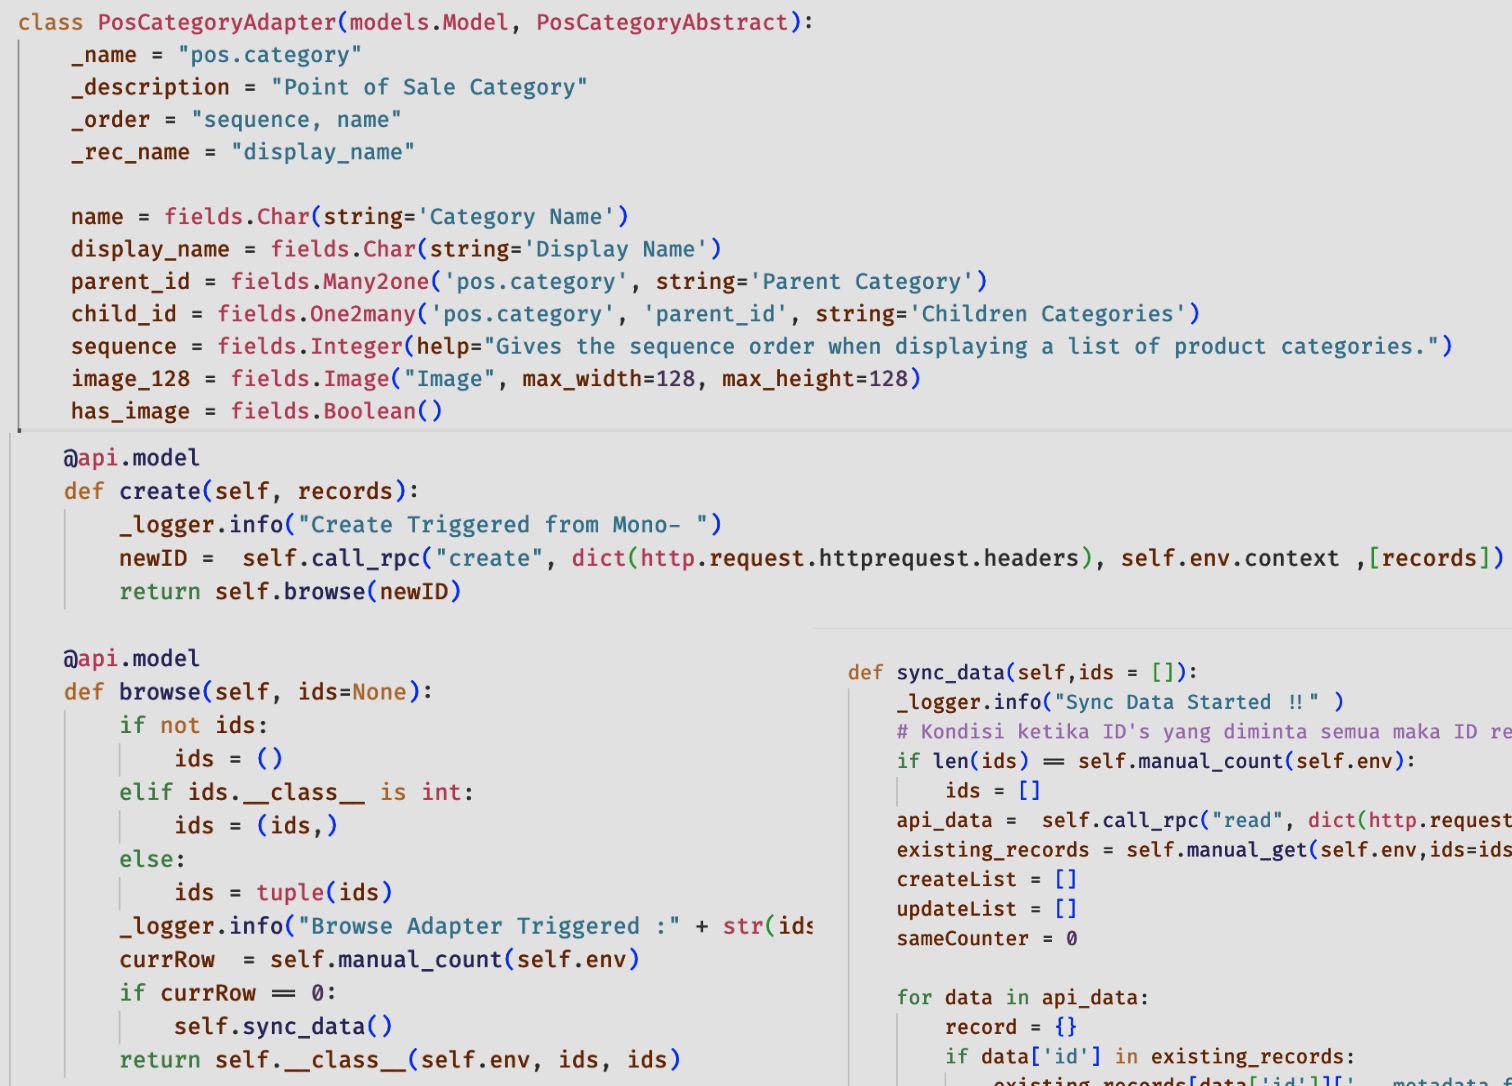 class PosCategoryAdapter(models.Model, PosCategoryAbstract):
    _name = "pos.category"
    _description = "Point of Sale Category"
    _order = "sequence, name"
    _rec_name = "display_name"

    name = fields.Char(string='Category Name')
    display_name = fields.Char(string='Display Name')
    parent_id = fields.Many2one('pos.category', string='Parent Category')
    child_id = fields.One2many('pos.category', 'parent_id', string='Children Categories')
    sequence = fields.Integer(help="Gives the sequence order when displaying a list of product categories.")
    image_128 = fields.Image("Image", max_width=128, max_height=128)
    has_image = fields.Boolean()
    @api.model
    def create(self, records):
        _logger.info("Create Triggered from Mono- ")
        newID =  self.call_rpc("create", dict(http.request.httprequest.headers), self.env.context ,[records])
        return self.browse(newID)

    @api.model
    def browse(self, ids=None):
        if not ids:
            ids = ()
        elif ids.__class__ is int:
            ids = (ids,)
        else:
            ids = tuple(ids)
        _logger.info("Browse Adapter Triggered :" + str(ids
        currRow  = self.manual_count(self.env)
        if currRow == 0:
            self.sync_data()
        return self.__class__(self.env, ids, ids)

def sync_data(self,ids = []):
    _logger.info("Sync Data Started !!" )
    # Kondisi ketika ID's yang diminta semua maka ID re
    if len(ids) == self.manual_count(self.env):
        ids = []
    api_data =  self.call_rpc("read", dict(http.request
    existing_records = self.manual_get(self.env,ids=ids
    createList = []
    updateList = []
    sameCounter = 0

    for data in api_data:
        record = {}
        if data['id'] in existing_records:
            existing_records[data['id']]['